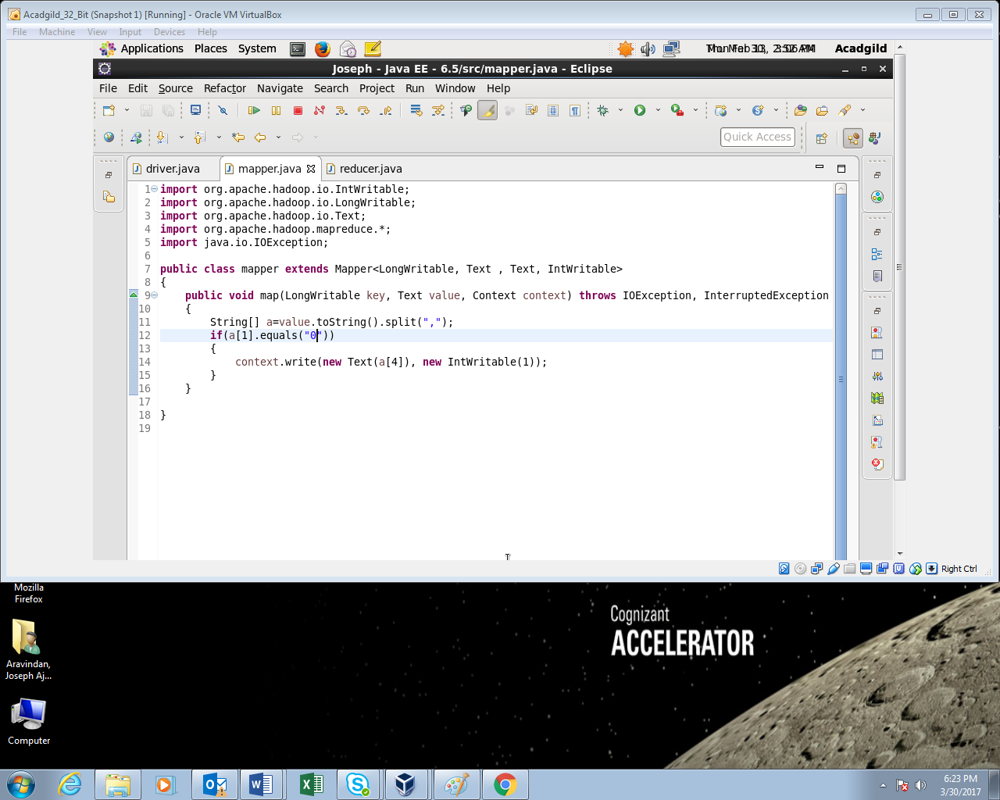 Acadgild_32_Bit (Snapshot 1) [Running] - Oracle VM VirtualBox
File Machine View Input Devices Help
Applications Places System
Acadgild
Joseph - Java EE - 6.5/src/mapper.java - Eclipse
File Edit Source Refactor Navigate Search Project Run Window Help
Quick Access
driver.java mapper.java reducer.java
1 import org.apache.hadoop.io.IntWritable;
2 import org.apache.hadoop.io.LongWritable;
3 import org.apache.hadoop.io.Text;
4 import org.apache.hadoop.mapreduce.*;
5 import java.io.IOException;
6
7 public class mapper extends Mapper<LongWritable, Text , Text, IntWritable>
8 {
9 public void map(LongWritable key, Text value, Context context) throws IOException, InterruptedException
10 {
11 String[] a=value.toString().split(",");
12 if(a[1].equals("0"))
13 {
14 context.write(new Text(a[4]), new IntWritable(1));
15 }
16 }
17
18 }
19
Right Ctrl
Mozilla
Firefox
Cognizant
ACCELERATOR
Aravindan,
Joseph Aj...
Computer
6:23 PM
3/30/2017